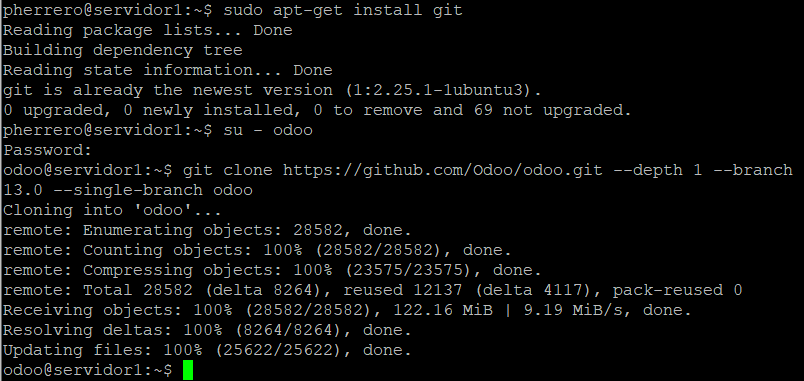 pherrero@servidor1:~$ sudo apt-get install git
Reading package lists... Done
Building dependency tree
Reading state information... Done
git is already the newest version (1:2.25.1-1ubuntu3).
0 upgraded, 0 newly installed, 0 to remove and 69 not upgraded.
pherrero@servidor1:~$ su - odoo
Password:
odoo@servidor1:~$ git clone https://github.com/Odoo/odoo.git --depth 1 --branch
13.0 --single-branch odoo
Cloning into 'odoo'...
remote: Enumerating objects: 28582, done.
remote: Counting objects: 100% (28582/28582), done.
remote: Compressing objects: 100% (23575/23575), done.
remote: Total 28582 (delta 8264), reused 12137 (delta 4117), pack-reused 0
Receiving objects: 100% (28582/28582), 122.16 MiB | 9.19 MiB/s, done.
Resolving deltas: 100% (8264/8264), done.
Updating files: 100% (25622/25622), done.
odoo@servidor1:~$